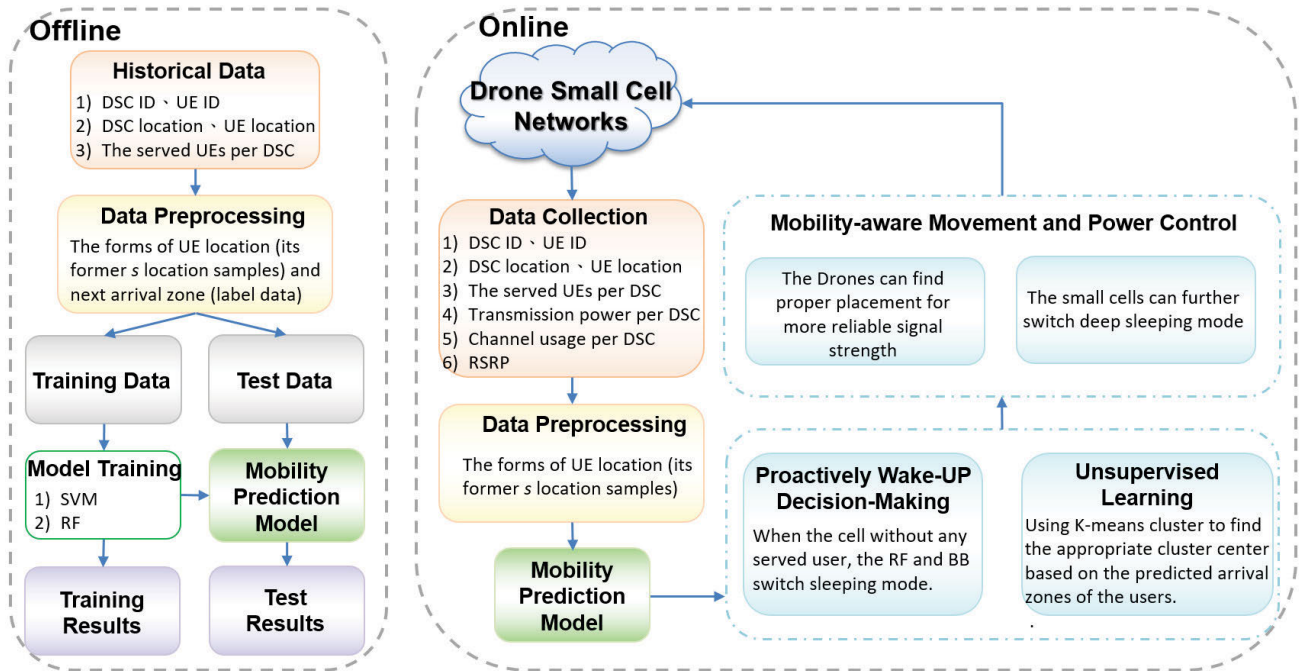 Offline
Historical Data
1) DSC ID、UE ID
2) DSC location、UE location
3) The served UEs per DSC
Data Preprocessing
The forms of UE location (its
former s location samples) and
next arrival zone (label data)
Training Data
Test Data
Model Training
1) SVM
2) RF
Mobility
Prediction
Model
Training
Results
Test
Results
Online
Drone Small Cell
Networks
Data Collection
1) DSC ID、UE ID
2) DSC location、UE location
3) The served UEs per DSC
4) Transmission power per DSC
5) Channel usage per DSC
6) RSRP
Data Preprocessing
The forms of UE location (its
former s location samples)
Mobility
Prediction
Model
Mobility-aware Movement and Power Control
The Drones can find
proper placement for
more reliable signal
strength
The small cells can further
switch deep sleeping mode
Proactively Wake-UP
Decision-Making
When the cell without any
served user, the RF and BB
switch sleeping mode.
Unsupervised
Learning
Using K-means cluster to find
the appropriate cluster center
based on the predicted arrival
zones of the users.
.